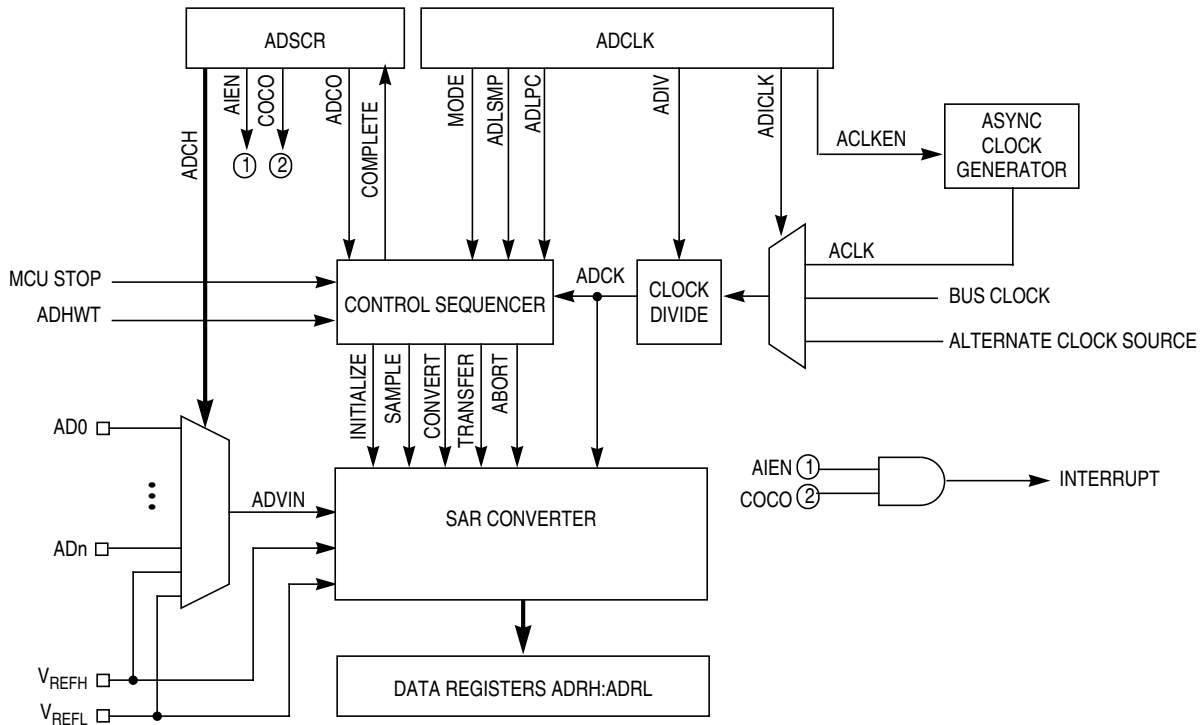 ADSCR
ADCLK
ADCH
AIEN
COCO
ADCO
COMPLETE
MODE
ADLSMP
ADLPC
ADIV
ADICLK
ACLKEN
ASYNC
CLOCK
GENERATOR
1
2
MCU STOP
ADHWT
CONTROL SEQUENCER
ADCK
CLOCK
DIVIDE
ACLK
BUS CLOCK
ALTERNATE CLOCK SOURCE
INITIALIZE
SAMPLE
CONVERT
TRANSFER
ABORT
AD0
•••
ADn
ADVIN
SAR CONVERTER
AIEN 1
COCO 2
INTERRUPT
VREFH
VREFL
DATA REGISTERS ADRH:ADRL